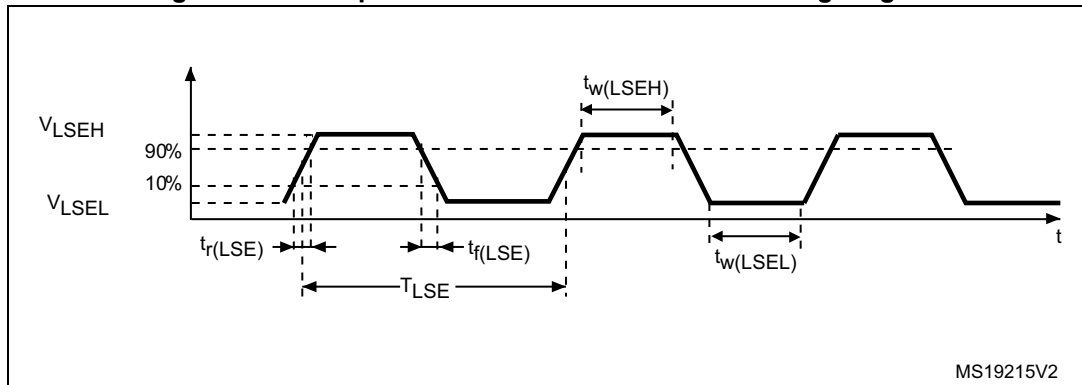 tw(LSEH)
VLSEH
90%
10%
VLSEL
tr(LSE)
tf(LSE)
t
TLSE
tw(LSEL)
MS19215V2